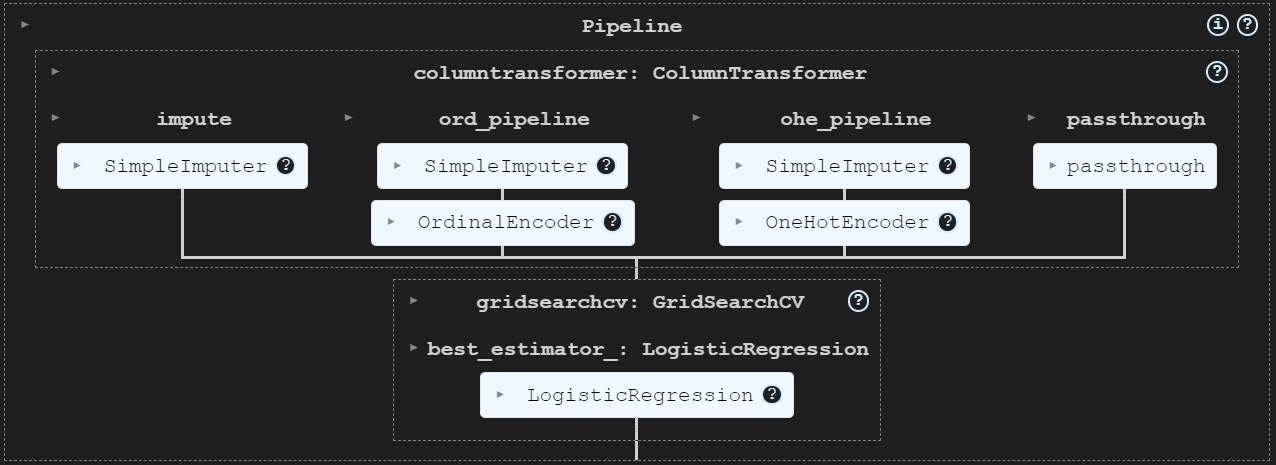 Pipeline i ?
columntransformer: ColumnTransformer ?
impute ord_pipeline ohe_pipeline passthrough
SimpleImputer ? SimpleImputer ? SimpleImputer ? passthrough
OrdinalEncoder ? OneHotEncoder ?
gridsearchcv: GridSearchCV ?
best_estimator_: LogisticRegression
LogisticRegression ?